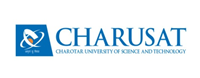 CHARUSAT
CHAROTAR UNIVERSITY OF SCIENCE AND TECHNOLOGY